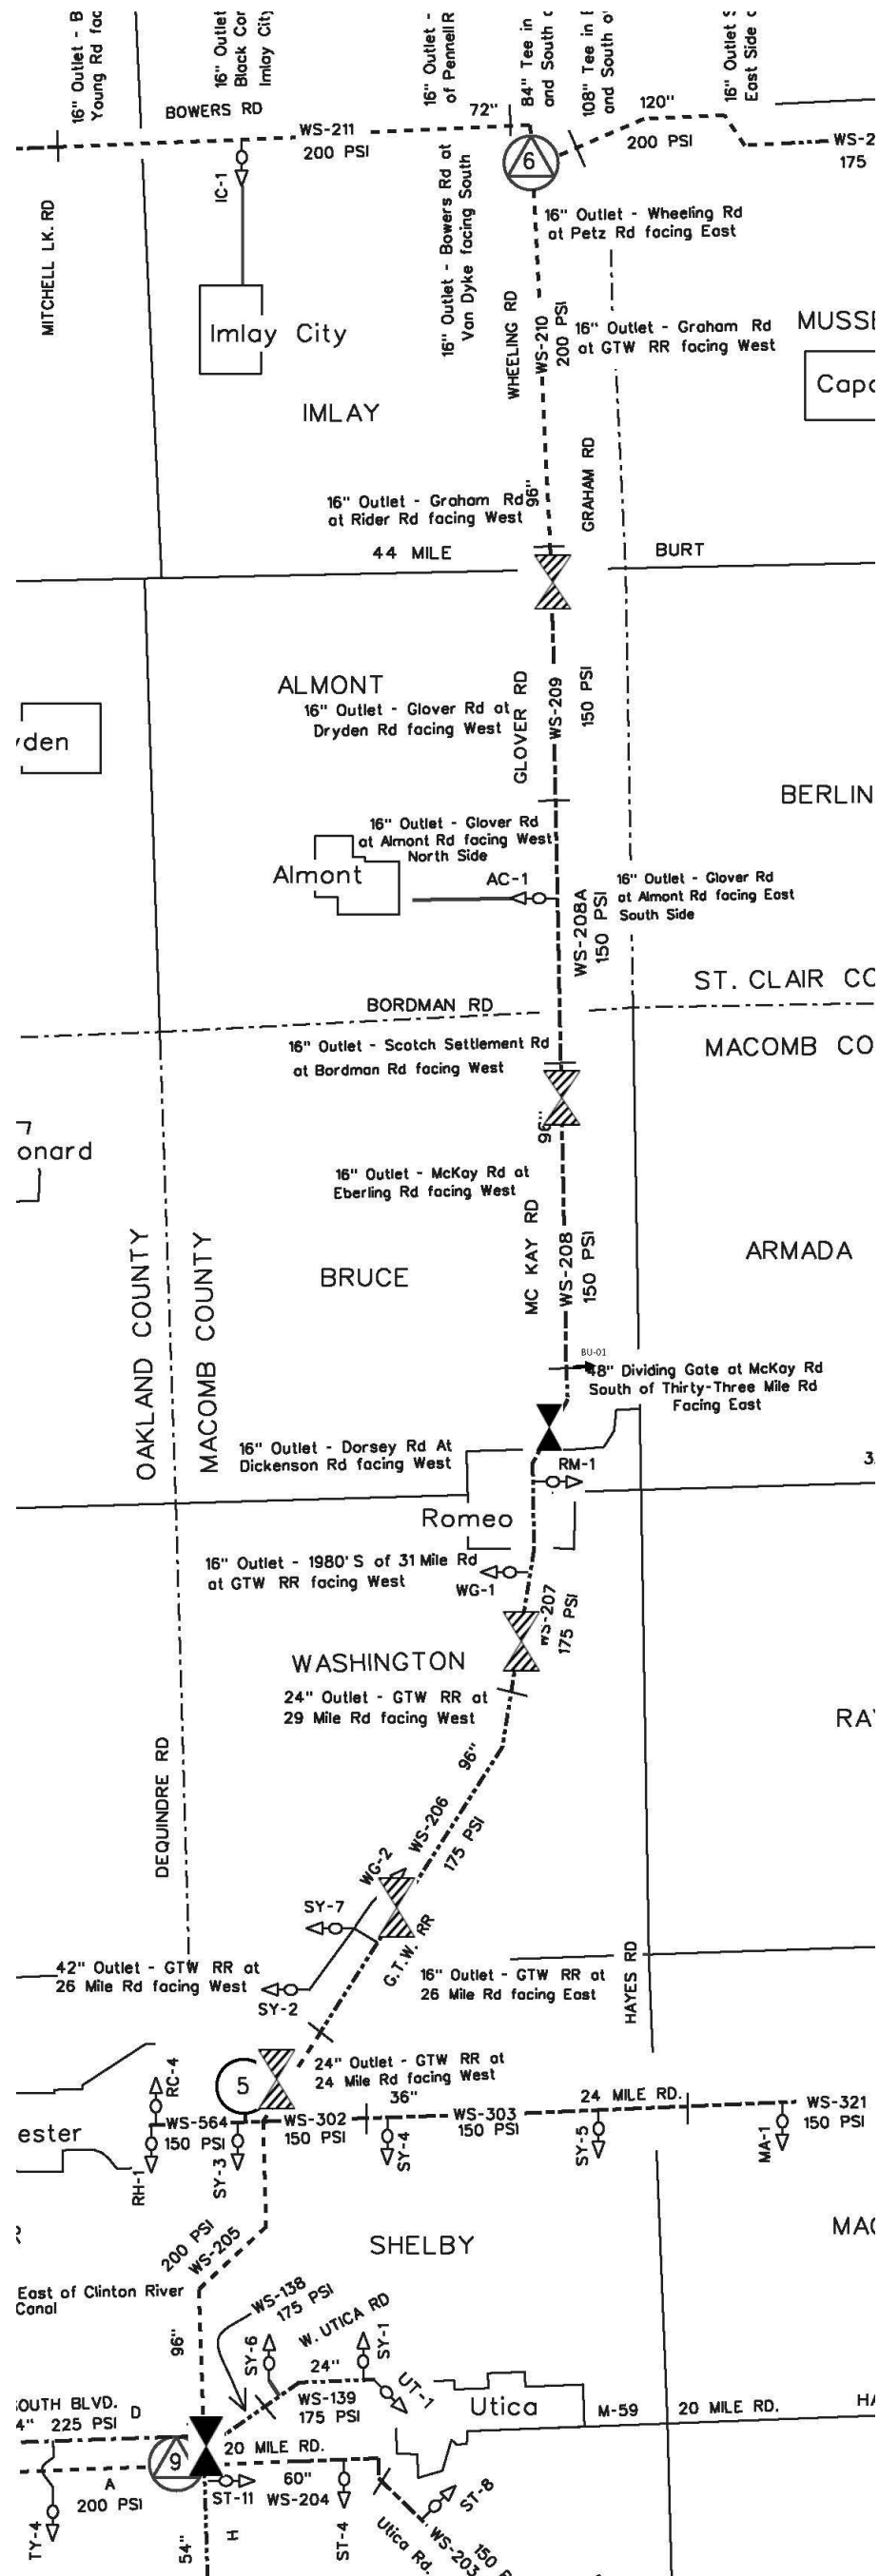 16" Outlet - B
Young Rd fac
16" Outlet
Black Cor
Imlay City
16" Outlet -
of Pennell R
84" Tee in
and South o
108" Tee in
and South o
16" Outlet S
East Side o
BOWERS RD
72"
120"
WS-211
200 PSI
200 PSI
WS-2
175
6
IC-1
MITCHELL LK. RD
16" Outlet - Bowers Rd at
Van Dyke facing South
16" Outlet - Wheeling Rd
at Petz Rd facing East
WHEELING RD
WS-210
200 PSI
16" Outlet - Graham Rd
at GTW RR facing West
MUSSE
Imlay City
Capa
IMLAY
96"
GRAHAM RD
16" Outlet - Graham Rd
at Rider Rd facing West
44 MILE
BURT
ALMONT
16" Outlet - Glover Rd at
Dryden Rd facing West
GLOVER RD
WS-209
150 PSI
yden
BERLIN
16" Outlet - Glover Rd
at Almont Rd facing West
North Side
Almont
AC-1
16" Outlet - Glover Rd
at Almont Rd facing East
South Side
WS-208A
150 PSI
ST. CLAIR CO
BORDMAN RD
16" Outlet - Scotch Settlement Rd
at Bordman Rd facing West
MACOMB CO
96"
onard
16" Outlet - McKay Rd at
Eberling Rd facing West
MC KAY RD
WS-208
150 PSI
OAKLAND COUNTY
MACOMB COUNTY
BRUCE
ARMADA
BU-01
48" Dividing Gate at McKay Rd
South of Thirty-Three Mile Rd
Facing East
16" Outlet - Dorsey Rd At
Dickenson Rd facing West
RM-1
3
Romeo
16" Outlet - 1980'S of 31 Mile Rd
at GTW RR facing West
WG-1
WS-207
175 PSI
WASHINGTON
24" Outlet - GTW RR at
29 Mile Rd facing West
RA
DEQUINDRE RD
96"
WS-206
175 PSI
WG-2
SY-7
G.T.W. RR
42" Outlet - GTW RR at
26 Mile Rd facing West
SY-2
16" Outlet - GTW RR at
26 Mile Rd facing East
HAYES RD
RC-4
5
24" Outlet - GTW RR at
24 Mile Rd facing West
36"
24 MILE RD.
WS-321
150 PSI
ester
WS-564
150 PSI
WS-302
150 PSI
WS-303
150 PSI
RH-1
SY-3
SY-4
SY-5
MA-1
200 PSI
WS-205
SHELBY
MAC
East of Clinton River
Canal
WS-138
175 PSI
W. UTICA RD
96"
SY-6
SY-1
24"
UT-1
WS-139
175 PSI
Utica
SOUTH BLVD.
D
4" 225 PSI
M-59
20 MILE RD.
HA
9
20 MILE RD.
A
200 PSI
60"
ST-11
WS-204
ST-4
ST-8
TY-4
54"
H
Utica Rd.
WS-203
150 P